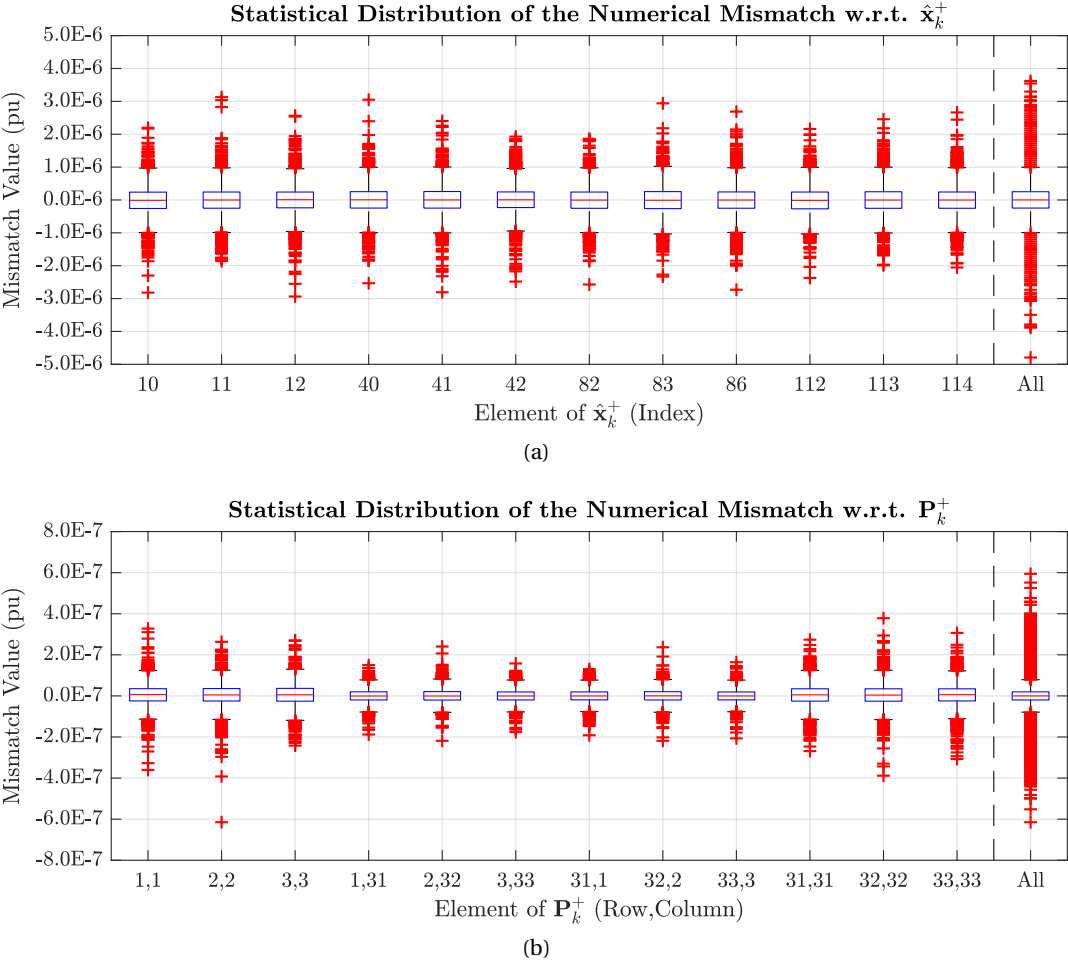 Statistical Distribution of the Numerical Mismatch w.r.t. x̂ₖ⁺
5.0E-6
4.0E-6
3.0E-6
2.0E-6
1.0E-6
0.0E-6
-1.0E-6
-2.0E-6
-3.0E-6
-4.0E-6
-5.0E-6
Mismatch Value (pu)
10 11 12 40 41 42 82 83 86 112 113 114 All
Element of x̂ₖ⁺ (Index)
(a)
Statistical Distribution of the Numerical Mismatch w.r.t. Pₖ⁺
8.0E-7
6.0E-7
4.0E-7
2.0E-7
0.0E-7
-2.0E-7
-4.0E-7
-6.0E-7
-8.0E-7
Mismatch Value (pu)
1,1 2,2 3,3 1,31 2,32 3,33 31,1 32,2 33,3 31,31 32,32 33,33 All
Element of Pₖ⁺ (Row,Column)
(b)